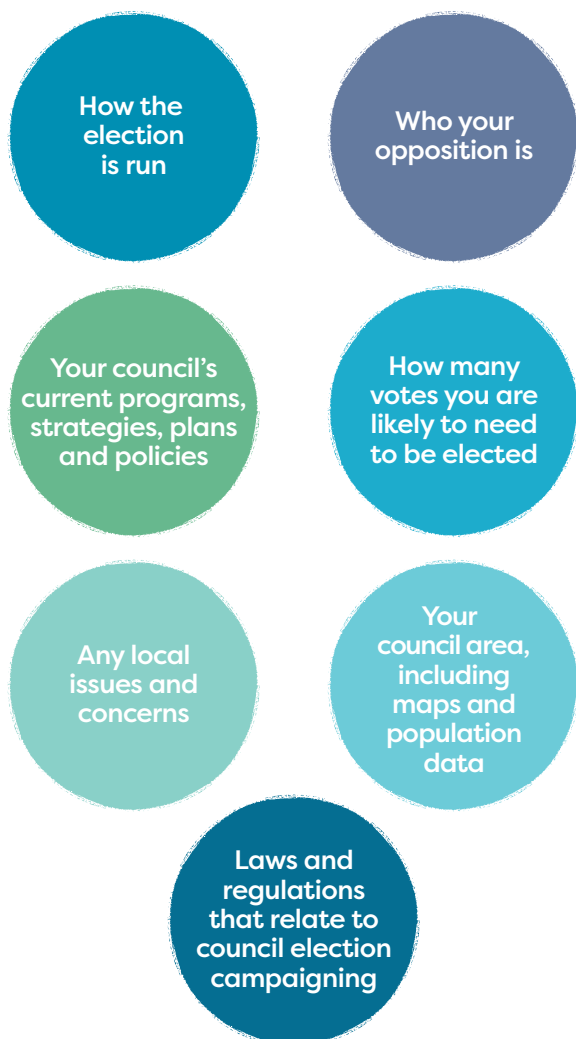 How the
election
is run
Who your
opposition is
Your council’s
current programs,
strategies, plans
and policies
How many
votes you are
likely to need
to be elected
Any local
issues and
concerns
Your
council area,
including
maps and
population
data
Laws and
regulations
that relate to
council election
campaigning